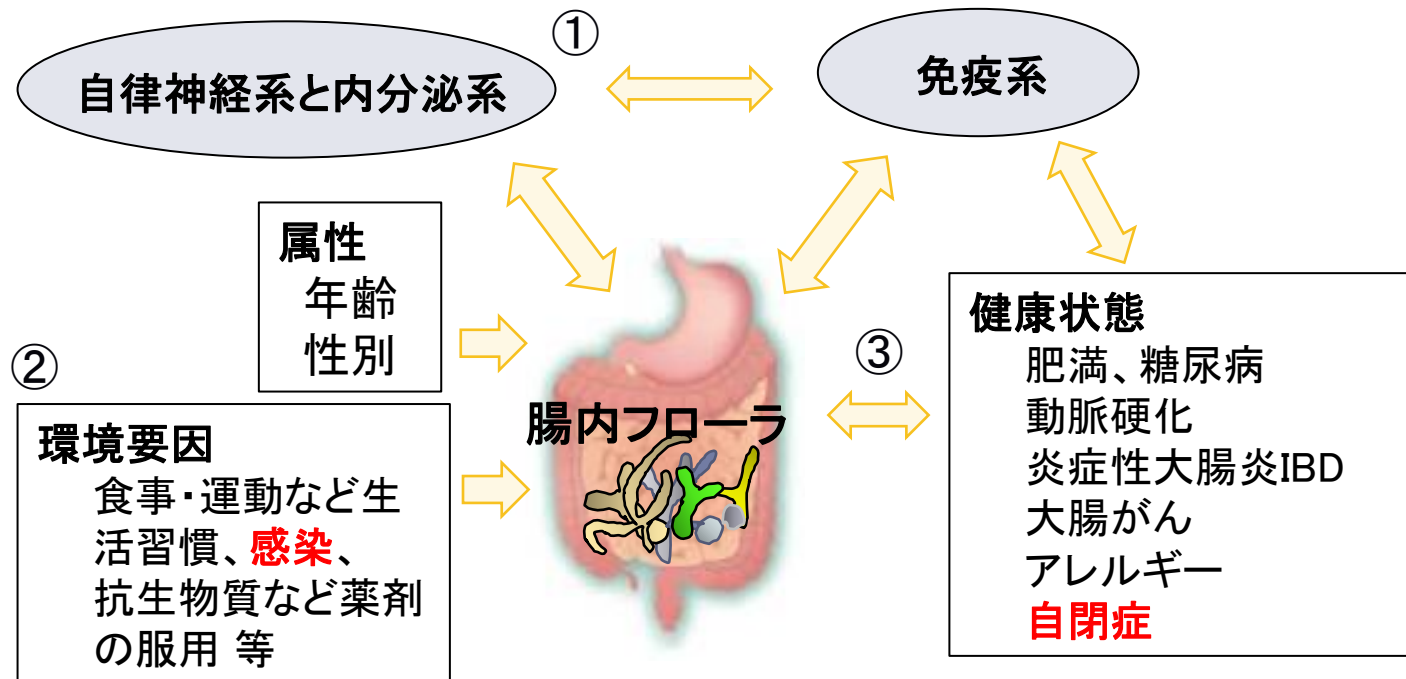 ①
自律神経系と内分泌系
免疫系
属性
年齢
性別
②
環境要因
食事・運動など生
活習慣、感染、
抗生物質など薬剤
の服用 等
腸内フローラ
③
健康状態
肥満、糖尿病
動脈硬化
炎症性大腸炎IBD
大腸がん
アレルギー
自閉症